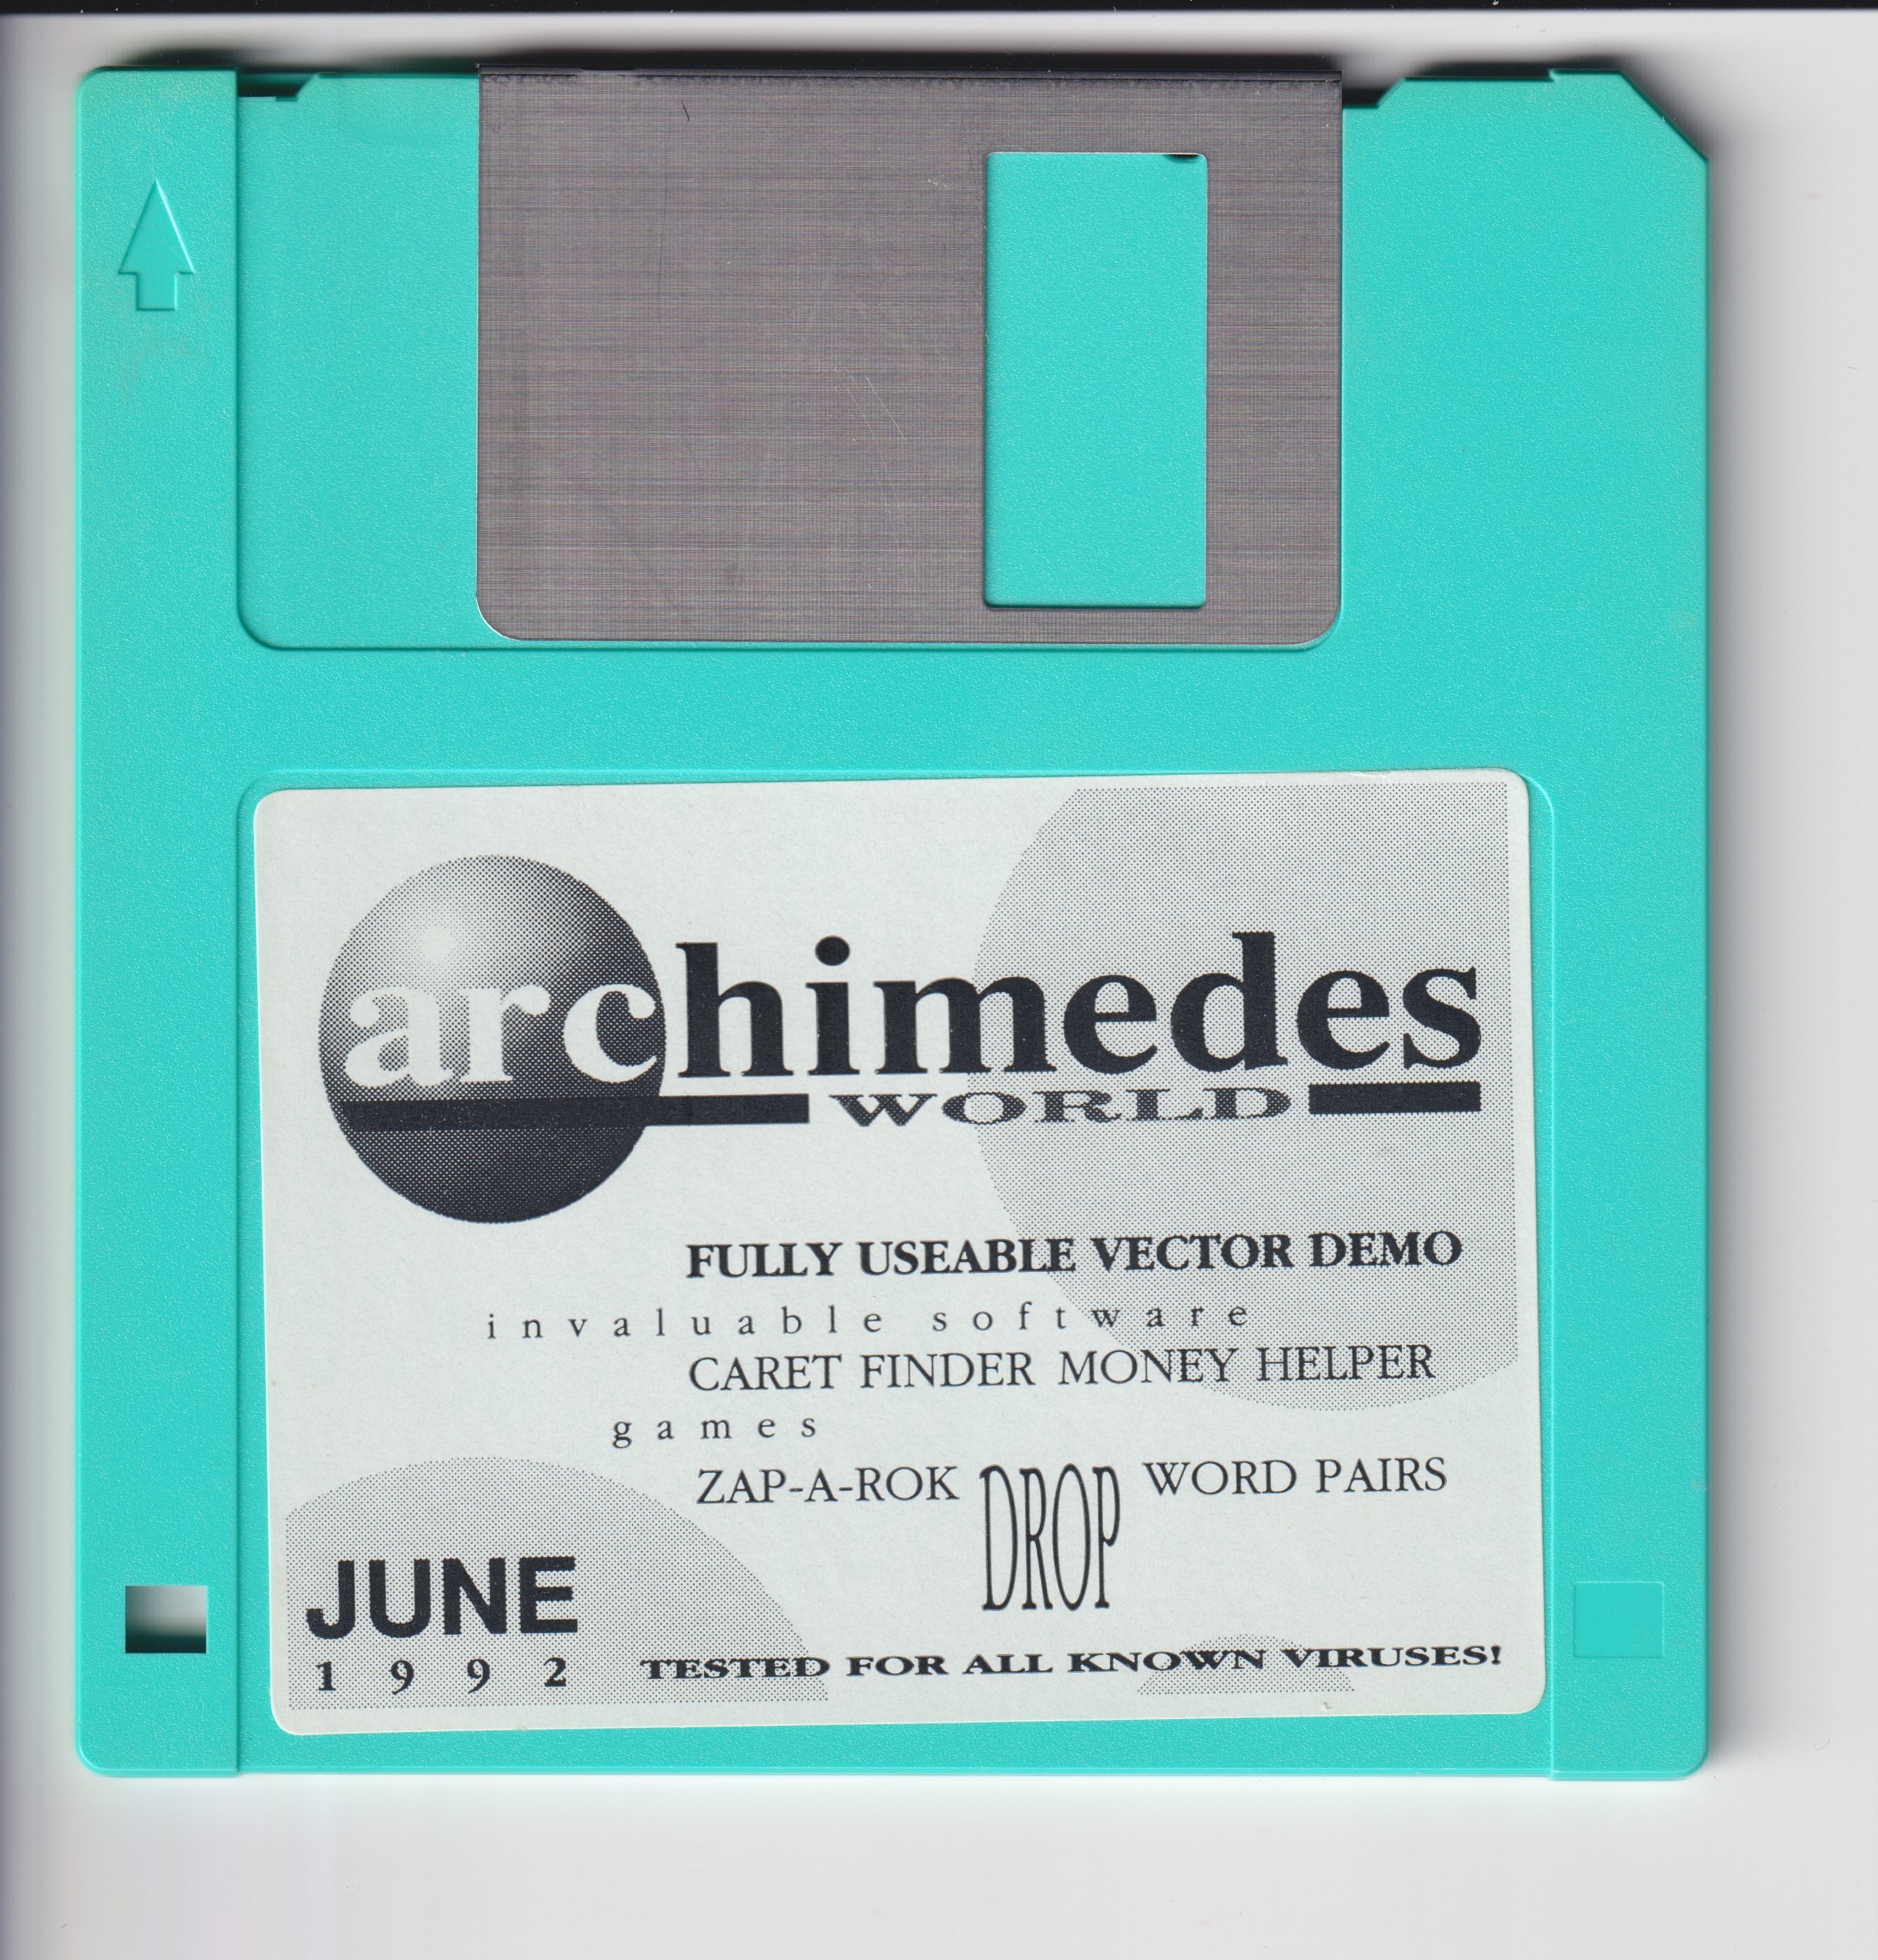 archimedes
WORLD
FULLY USEABLE VECTOR DEMO
invaluable software
CARET FINDER MONEY HELPER
games
ZAP-A-ROK DROP WORD PAIRS
JUNE
1992 TESTED FOR ALL KNOWN VIRUSES!